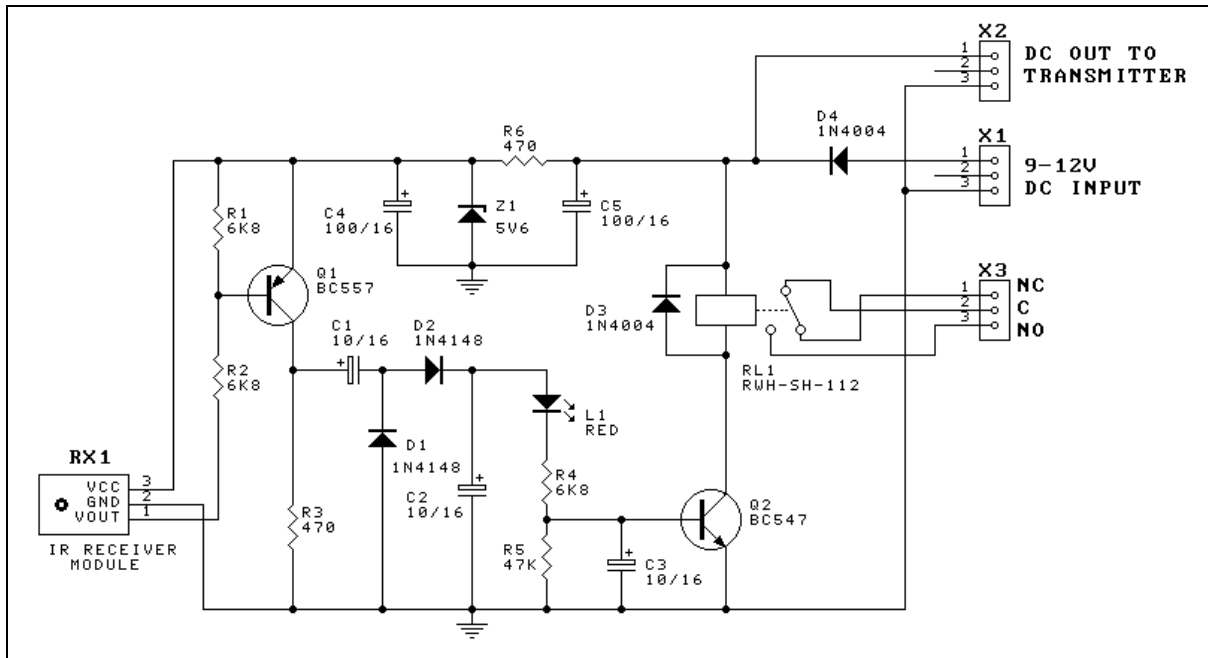 X2
1
2
3
DC OUT TO
TRANSMITTER
D4
1N4004
X1
1
2
3
9-12V
DC INPUT
R6
470
R1
6K8
C4
100/16
+
Z1
5V6
+
C5
100/16
Q1
BC557
X3
1
2
3
NC
C
NO
D3
1N4004
RL1
RWH-SH-112
C1
10/16
+
D2
1N4148
R2
6K8
L1
RED
D1
1N4148
+
C2
10/16
R4
6K8
Q2
BC547
RX1
VCC
GND
VOUT
3
2
1
IR RECEIVER
MODULE
R3
470
R5
47K
+
C3
10/16